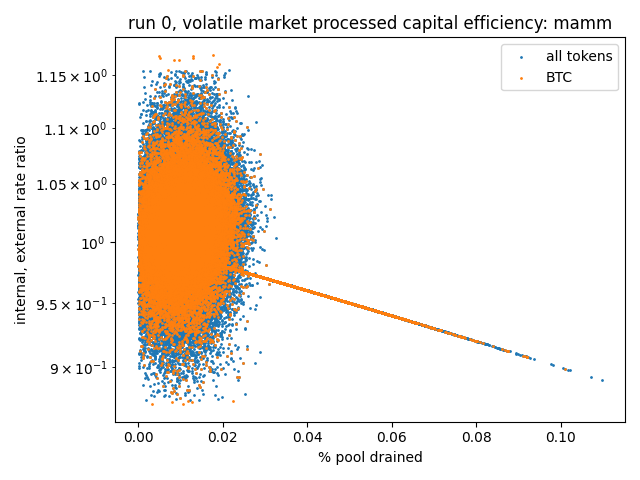 run 0, volatile market processed capital efficiency: mamm
all tokens
BTC
internal, external rate ratio
1.15 × 10⁰
1.1 × 10⁰
1.05 × 10⁰
10⁰
9.5 × 10⁻¹
9 × 10⁻¹
0.00 0.02 0.04 0.06 0.08 0.10
% pool drained